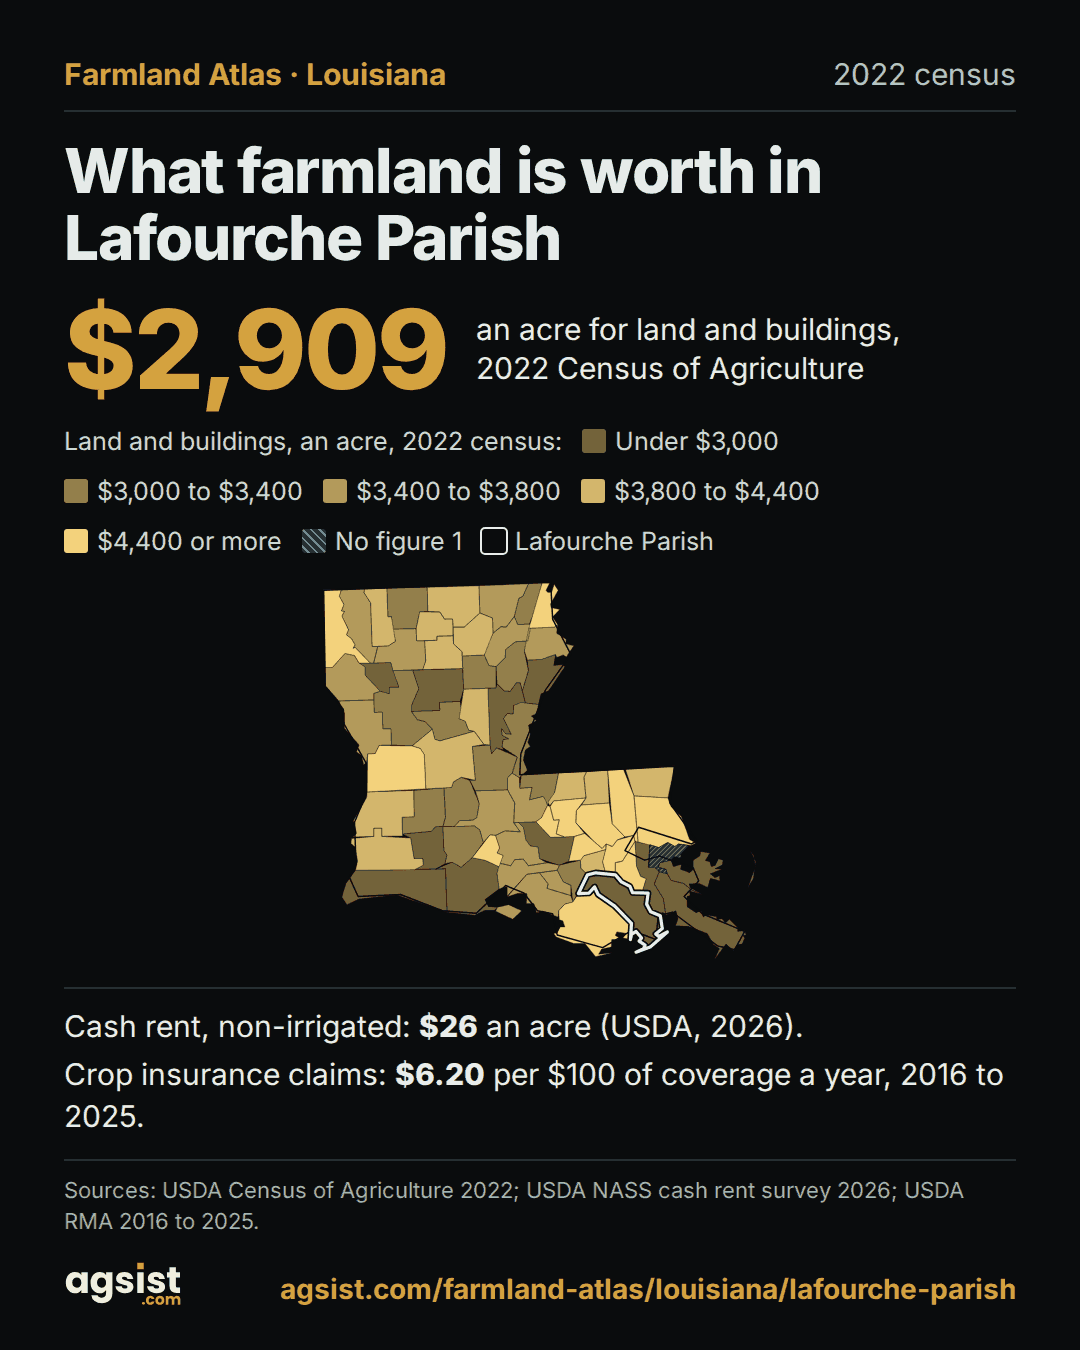 Farmland Atlas · Louisiana
2022 census
What farmland is worth in
Lafourche Parish
$2,909
an acre for land and buildings,
2022 Census of Agriculture
Land and buildings, an acre, 2022 census: Under $3,000
$3,000 to $3,400 $3,400 to $3,800 $3,800 to $4,400
$4,400 or more No figure 1 Lafourche Parish
Cash rent, non-irrigated: $26 an acre (USDA, 2026).
Crop insurance claims: $6.20 per $100 of coverage a year, 2016 to
2025.
Sources: USDA Census of Agriculture 2022; USDA NASS cash rent survey 2026; USDA
RMA 2016 to 2025.
agsist
.com
agsist.com/farmland-atlas/louisiana/lafourche-parish